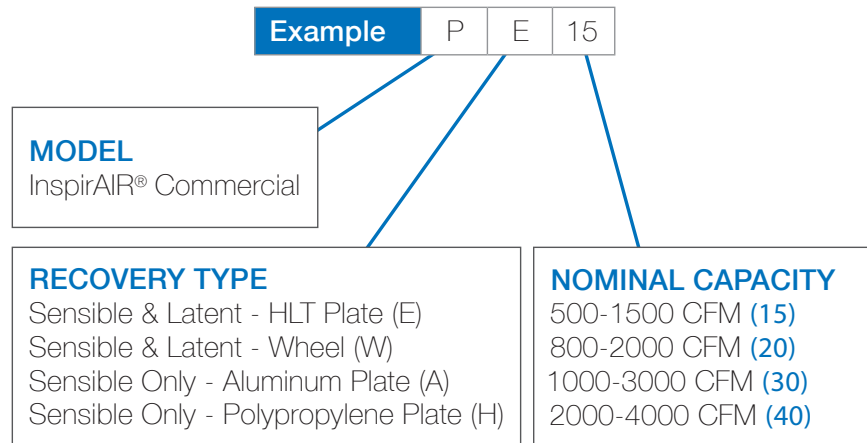 Example P E 15
MODEL
InspirAIR® Commercial
RECOVERY TYPE
Sensible & Latent - HLT Plate (E)
Sensible & Latent - Wheel (W)
Sensible Only - Aluminum Plate (A)
Sensible Only - Polypropylene Plate (H)
NOMINAL CAPACITY
500-1500 CFM (15)
800-2000 CFM (20)
1000-3000 CFM (30)
2000-4000 CFM (40)